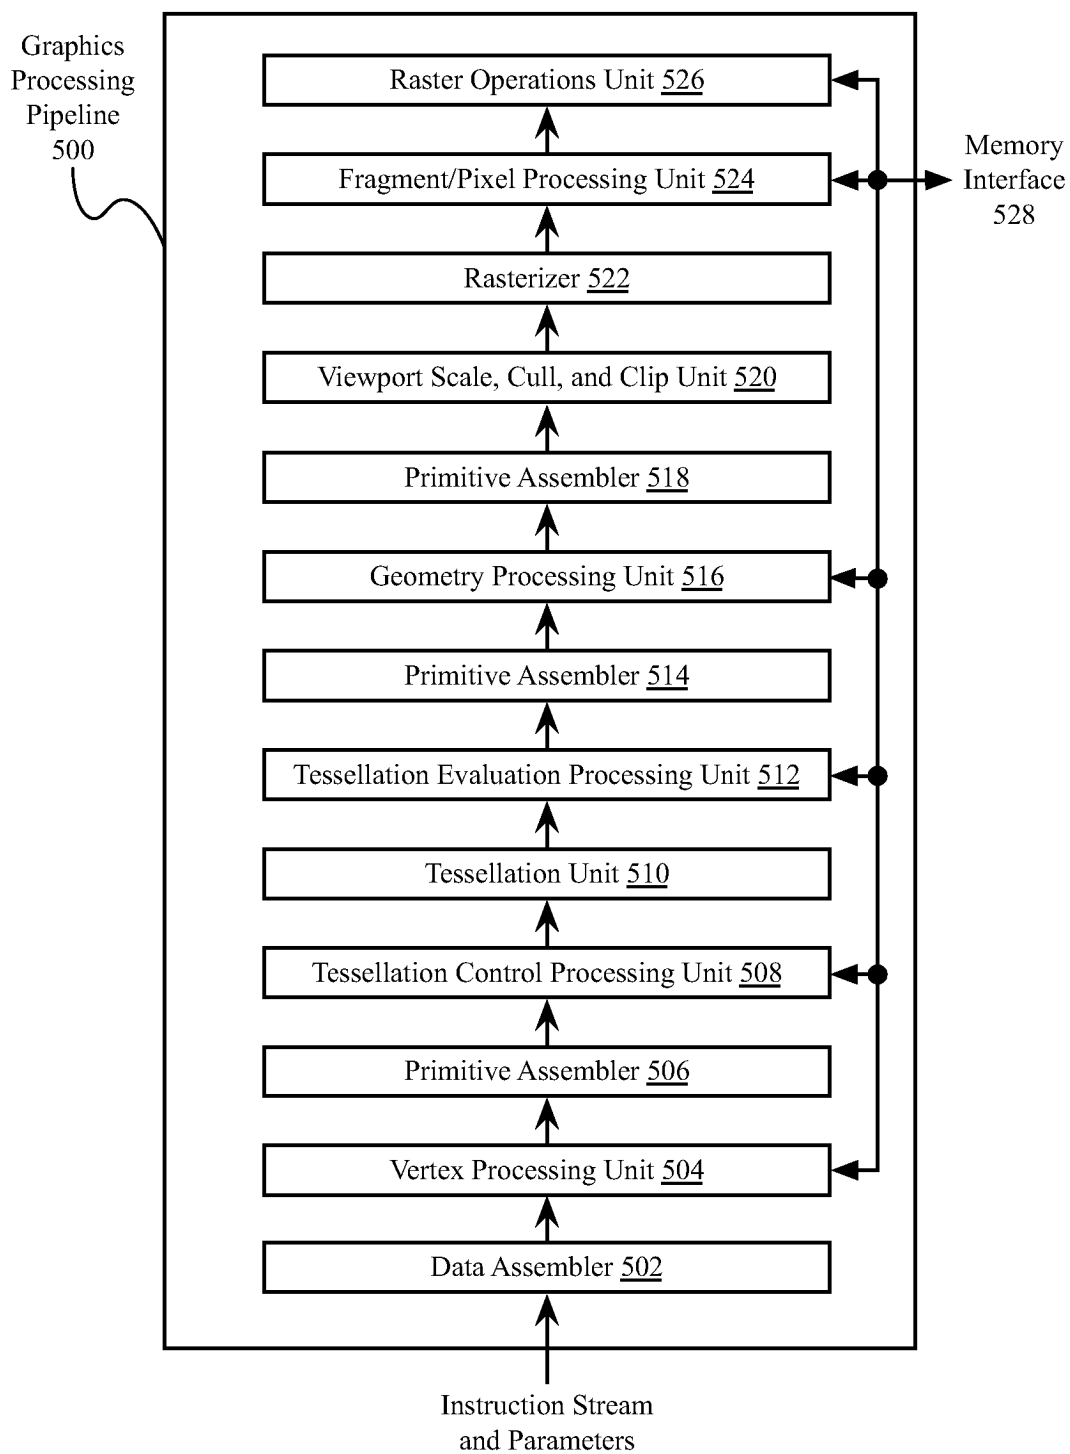 Graphics
Processing
Pipeline
500
Raster Operations Unit 526
Fragment/Pixel Processing Unit 524
Memory
Interface
528
Rasterizer 522
Viewport Scale, Cull, and Clip Unit 520
Primitive Assembler 518
Geometry Processing Unit 516
Primitive Assembler 514
Tessellation Evaluation Processing Unit 512
Tessellation Unit 510
Tessellation Control Processing Unit 508
Primitive Assembler 506
Vertex Processing Unit 504
Data Assembler 502
Instruction Stream
and Parameters